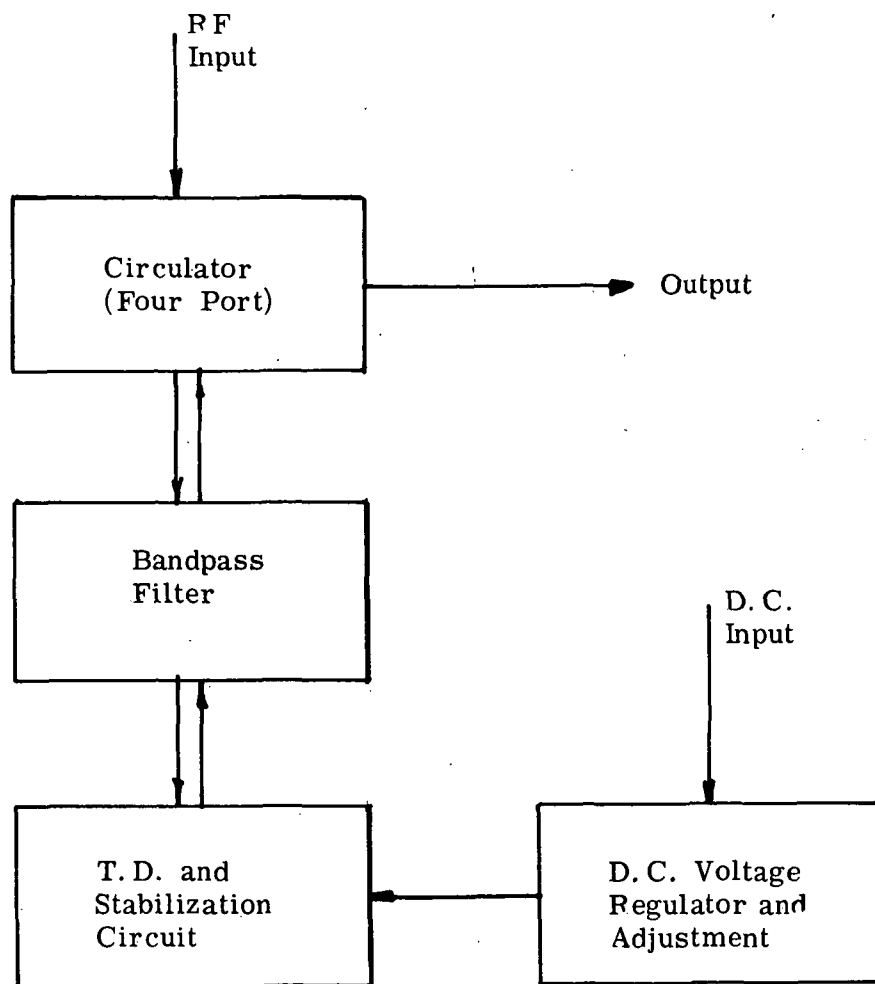 RF
Input
Circulator
(Four Port)
Output
Bandpass
Filter
D.C.
Input
T.D. and
Stabilization
Circuit
D.C. Voltage
Regulator and
Adjustment